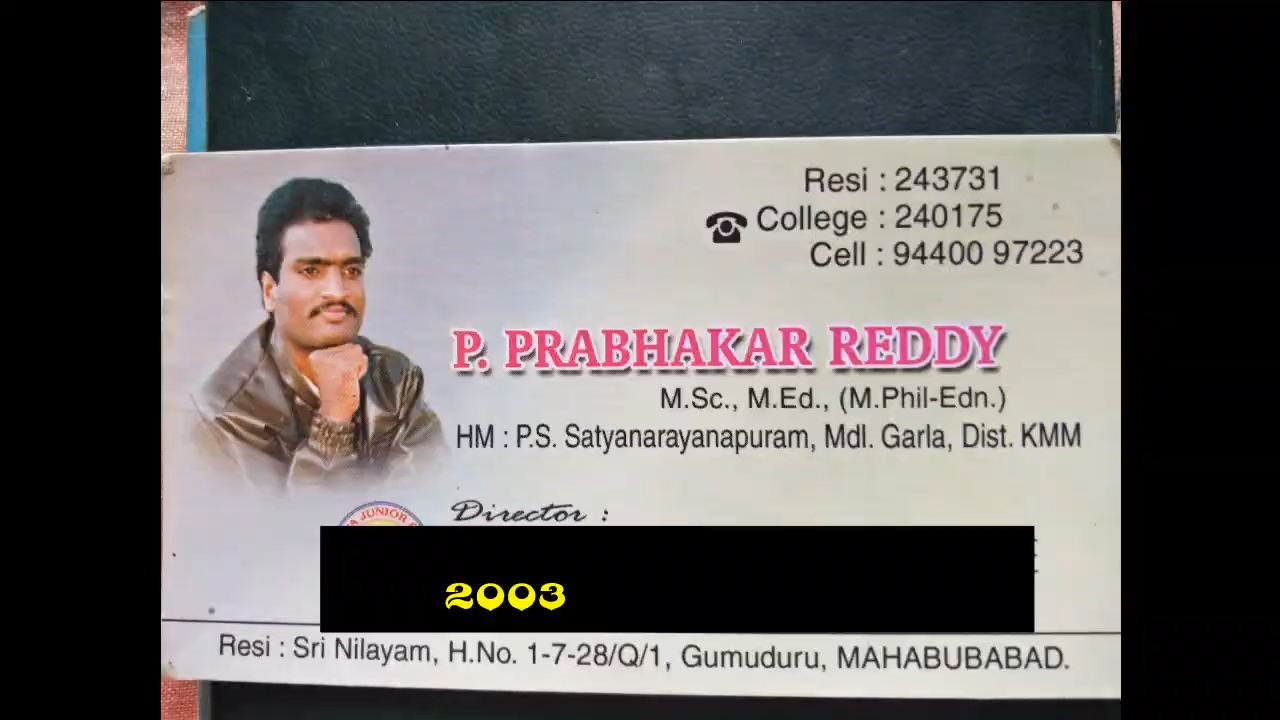 Resi : 243731
College : 240175
Cell : 94400 97223
P. PRABHAKAR REDDY
M.Sc., M.Ed., (M.Phil-Edn.)
HM : P.S. Satyanarayanapuram, Mdl. Garla, Dist. KMM
JUNIOR
Director :
2003
Resi : Sri Nilayam, H.No. 1-7-28/Q/1, Gumuduru, MAHABUBABAD.